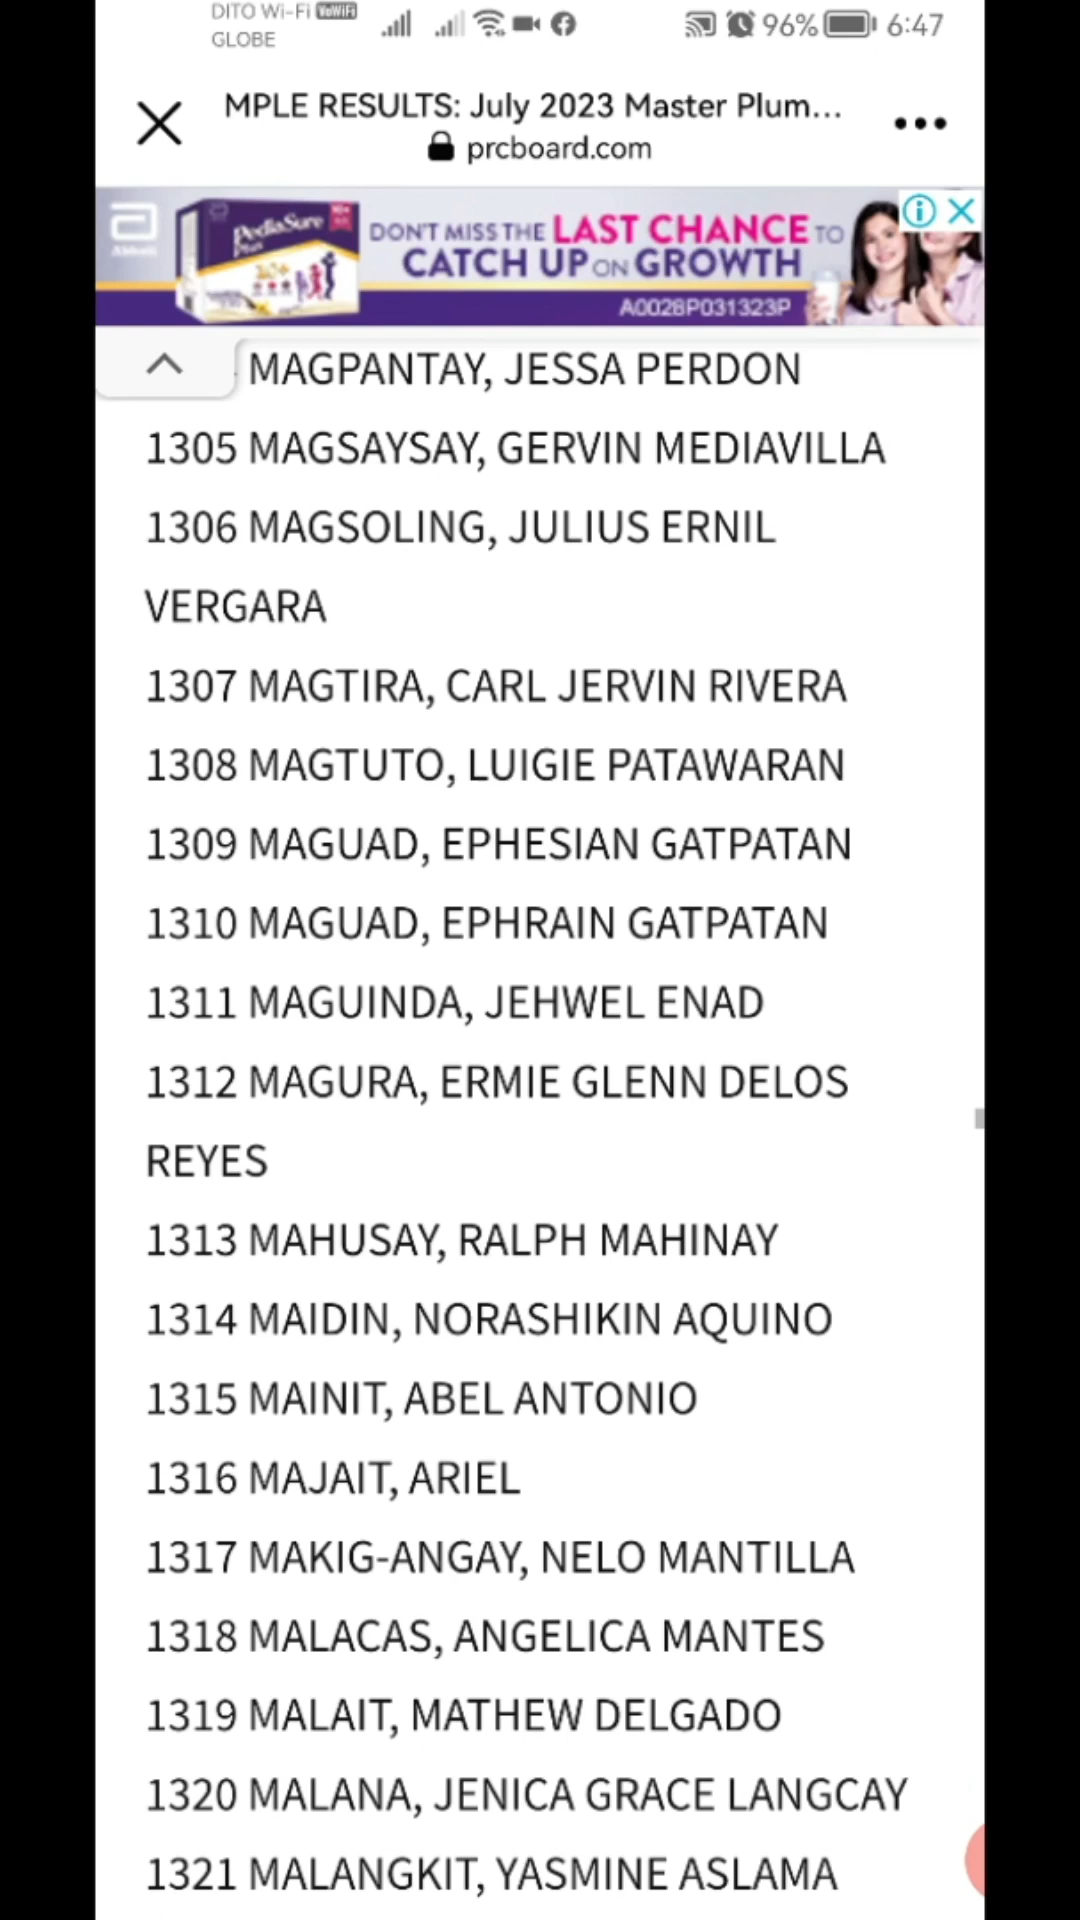 DITO Wi-Fi VoWiFi
GLOBE
96% 6:47
MPLE RESULTS: July 2023 Master Plum...
prcboard.com
Abbott
PediaSure
Plus
10+
DON'T MISS THE LAST CHANCE TO
CATCH UP ON GROWTH
A0028P031323P
MAGPANTAY, JESSA PERDON
1305 MAGSAYSAY, GERVIN MEDIAVILLA
1306 MAGSOLING, JULIUS ERNIL
VERGARA
1307 MAGTIRA, CARL JERVIN RIVERA
1308 MAGTUTO, LUIGIE PATAWARAN
1309 MAGUAD, EPHESIAN GATPATAN
1310 MAGUAD, EPHRAIN GATPATAN
1311 MAGUINDA, JEHWEL ENAD
1312 MAGURA, ERMIE GLENN DELOS
REYES
1313 MAHUSAY, RALPH MAHINAY
1314 MAIDIN, NORASHIKIN AQUINO
1315 MAINIT, ABEL ANTONIO
1316 MAJAIT, ARIEL
1317 MAKIG-ANGAY, NELO MANTILLA
1318 MALACAS, ANGELICA MANTES
1319 MALAIT, MATHEW DELGADO
1320 MALANA, JENICA GRACE LANGCAY
1321 MALANGKIT, YASMINE ASLAMA